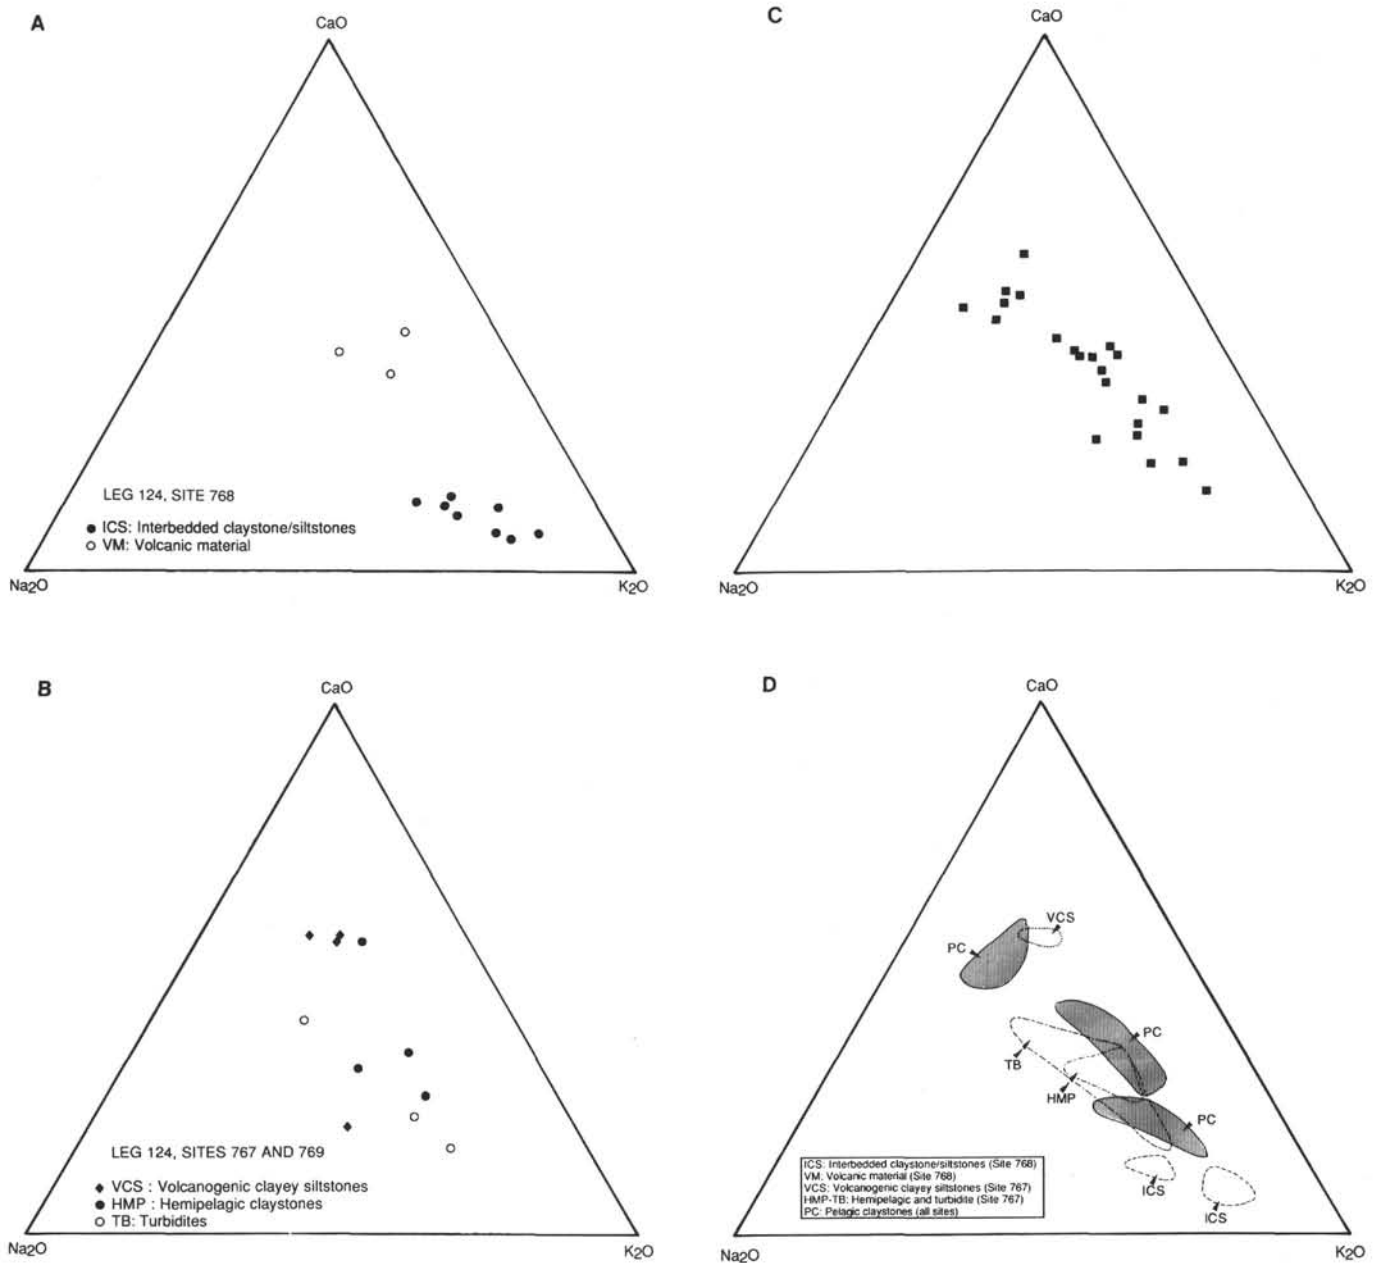 A
CaO
LEG 124, SITE 768
ICS: Interbedded claystone/siltstones
VM: Volcanic material
Na2O
K2O
C
CaO
Na2O
K2O
B
CaO
LEG 124, SITES 767 AND 769
VCS : Volcanogenic clayey siltstones
HMP : Hemipelagic claystones
TB: Turbidites
Na2O
K2O
D
CaO
VCS
PC
PC
TB
HMP
PC
ICS
ICS
ICS: Interbedded claystone/siltstones (Site 768)
VM: Volcanic material (Site 768)
VCS: Volcanogenic clayey siltstones (Site 767)
HMP-TB: Hemipelagic and turbidite (Site 767)
PC: Pelagic claystones (all sites)
Na2O
K2O